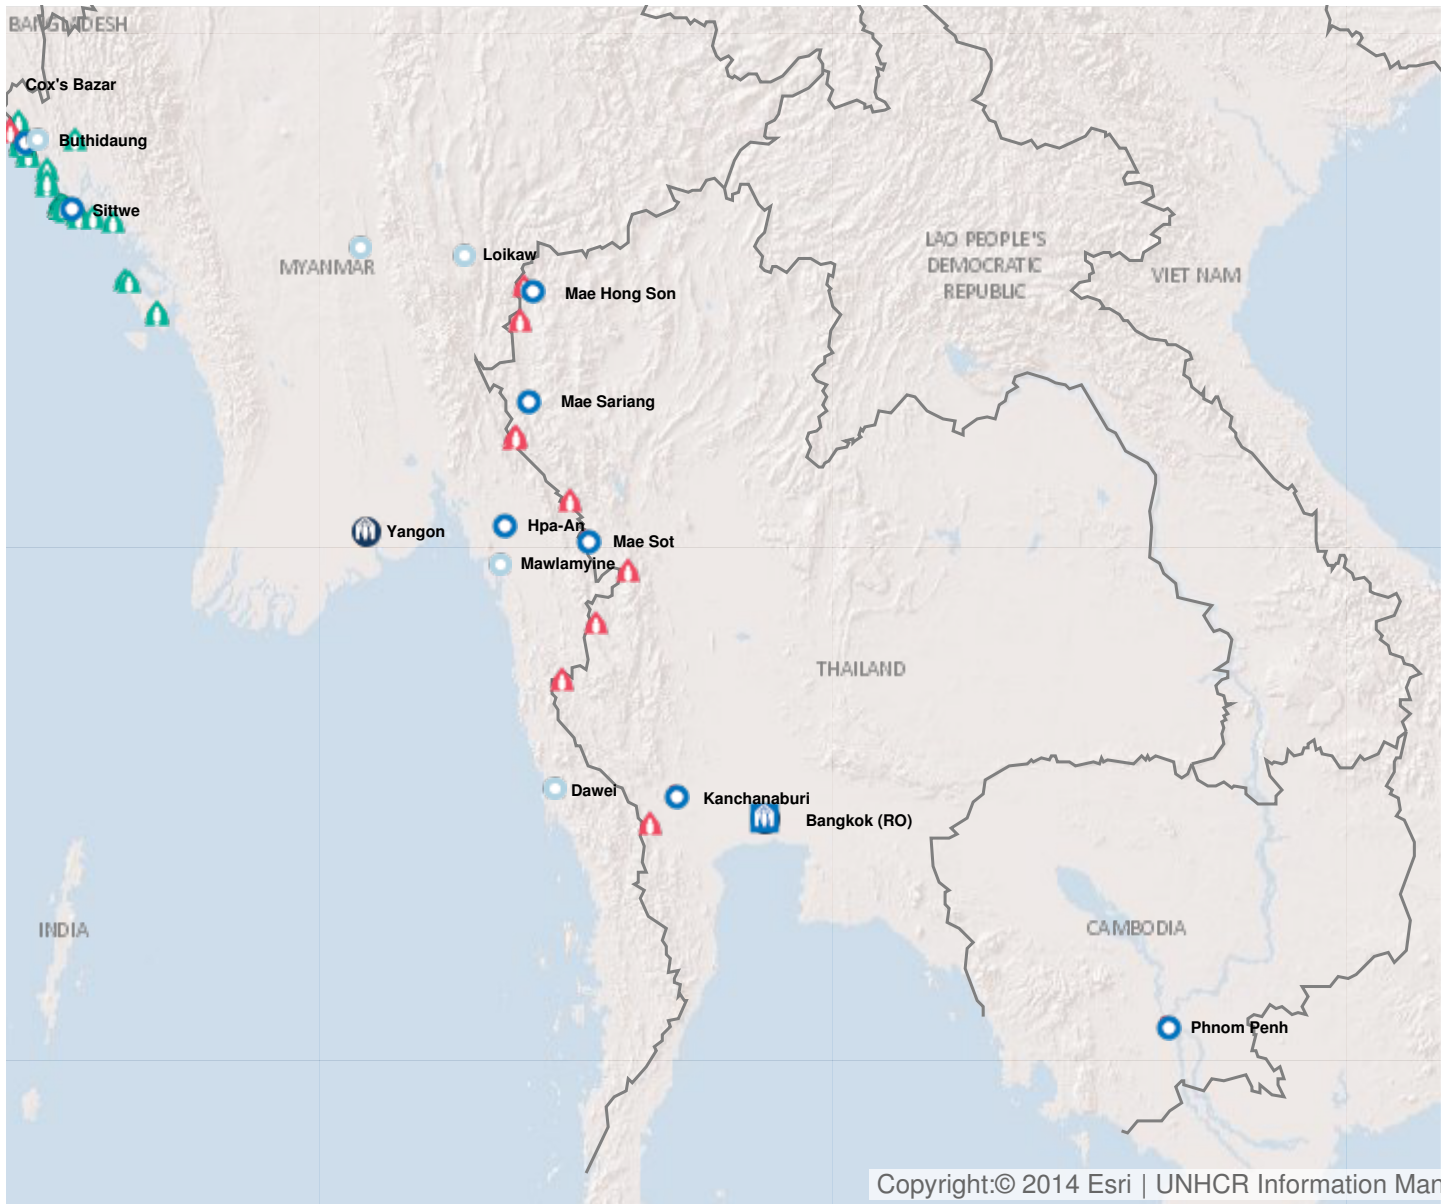 BANGLADESH
Cox's Bazar
Buthidaung
Sittwe
MYANMAR
Loikaw
Mae Hong Son
LAO PEOPLE'S
DEMOCRATIC
REPUBLIC
VIET NAM
Mae Sariang
Yangon
Hpa-An
Mae Sot
Mawlamyine
THAILAND
Dawei
Kanchanaburi
Bangkok (RO)
INDIA
CAMBODIA
Phnom Penh
Copyright:© 2014 Esri | UNHCR Information Man